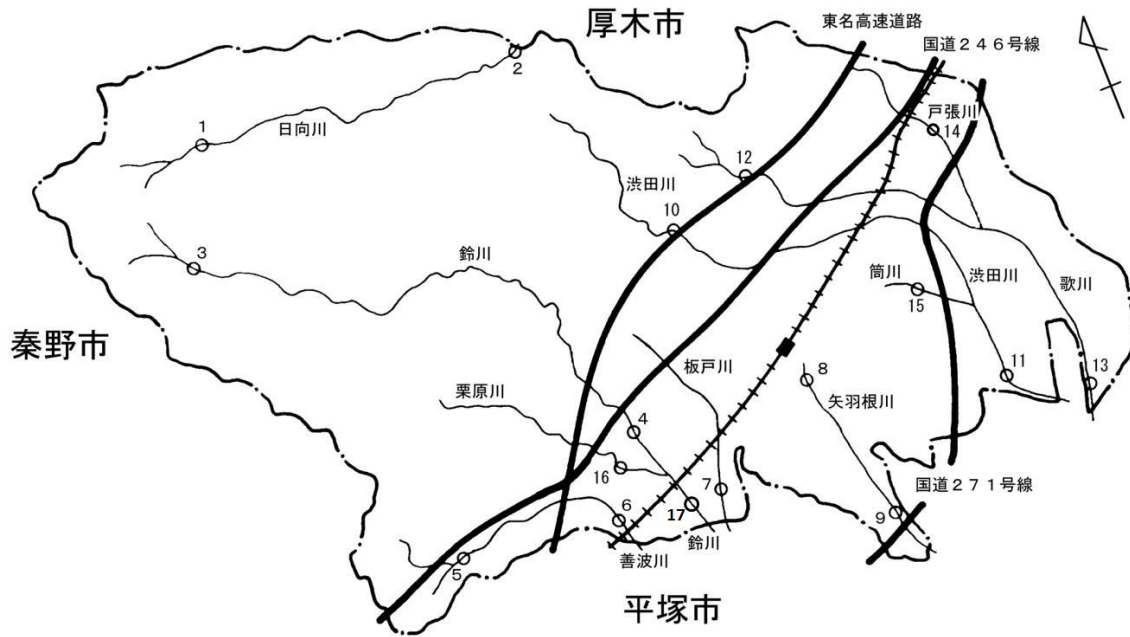 厚木市
東名高速道路
国道246号線
2
戸張川
14
1
日向川
12
渋田川
10
3
鈴川
筒川
15
渋田川
歌川
秦野市
板戸川
8
11
13
栗原川
矢羽根川
4
16
7
国道271号線
6
17
9
鈴川
5
善波川
平塚市